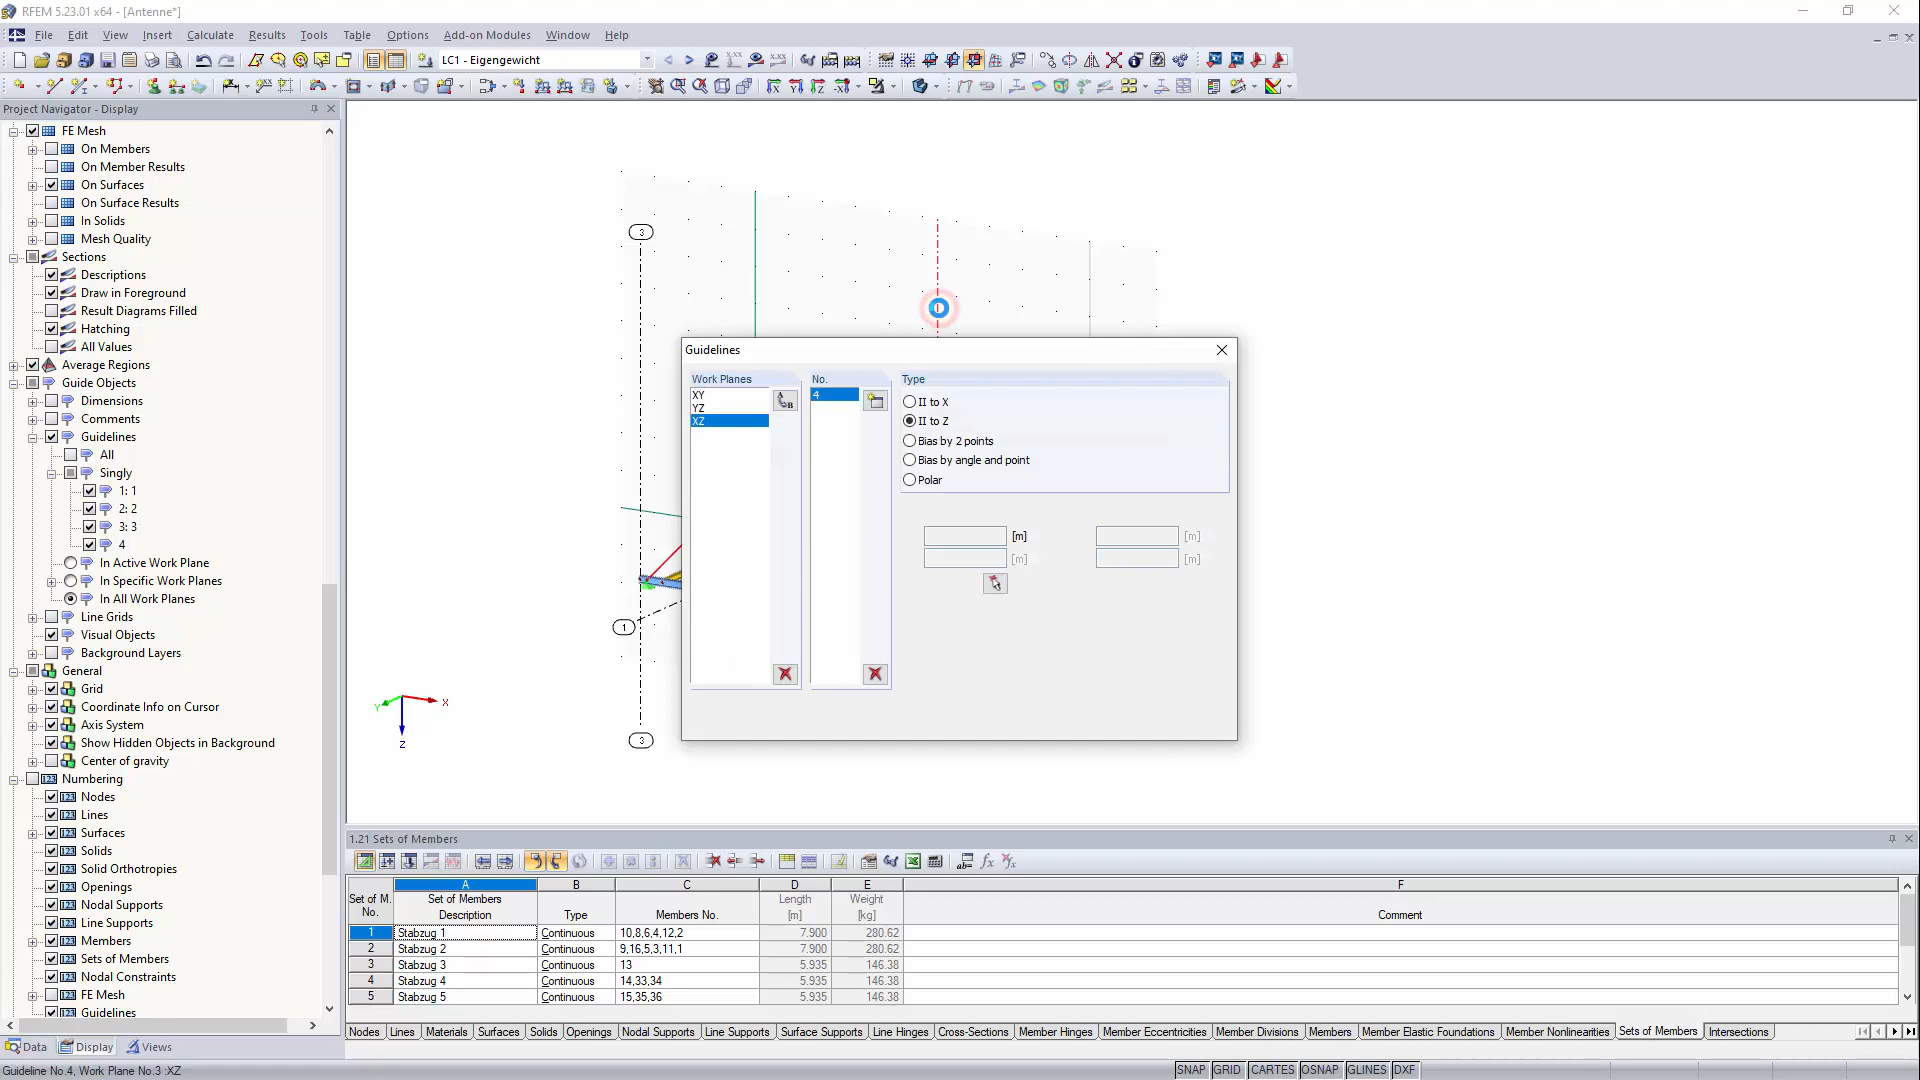 RFEM 5.23.01 x64 - [Antenne*]
File Edit View Insert Calculate Results Tools Table Options Add-on Modules Window Help
LC1 - Eigengewicht
Project Navigator - Display
FE Mesh
On Members
On Member Results
On Surfaces
On Surface Results
In Solids
Mesh Quality
Sections
Descriptions
Draw in Foreground
Result Diagrams Filled
Hatching
All Values
Average Regions
Guide Objects
Dimensions
Comments
Guidelines
All
Singly
1: 1
2: 2
3: 3
4
In Active Work Plane
In Specific Work Planes
In All Work Planes
Line Grids
Visual Objects
Background Layers
General
Grid
Coordinate Info on Cursor
Axis System
Show Hidden Objects in Background
Center of gravity
Numbering
Nodes
Lines
Surfaces
Solids
Solid Orthotropies
Openings
Nodal Supports
Line Supports
Members
Sets of Members
Nodal Constraints
FE Mesh
Guidelines
Data Display Views
3
1
3
X
Y
Z
Guidelines
Work Planes No. Type
XY
YZ
XZ
4
II to X
II to Z
Bias by 2 points
Bias by angle and point
Polar
[m] [m]
[m] [m]
1.21 Sets of Members
A B C D E F
Set of M. Set of Members Length Weight
No. Description Type Members No. [m] [kg] Comment
1 Stabzug 1 Continuous 10,8,6,4,12,2 7.900 280.62
2 Stabzug 2 Continuous 9,16,5,3,11,1 7.900 280.62
3 Stabzug 3 Continuous 13 5.935 146.38
4 Stabzug 4 Continuous 14,33,34 5.935 146.38
5 Stabzug 5 Continuous 15,35,36 5.935 146.38
Nodes Lines Materials Surfaces Solids Openings Nodal Supports Line Supports Surface Supports Line Hinges Cross-Sections Member Hinges Member Eccentricities Member Divisions Members Member Elastic Foundations Member Nonlinearities Sets of Members Intersections
Guideline No.4, Work Plane No.3 :XZ
SNAP GRID CARTES OSNAP GLINES DXF